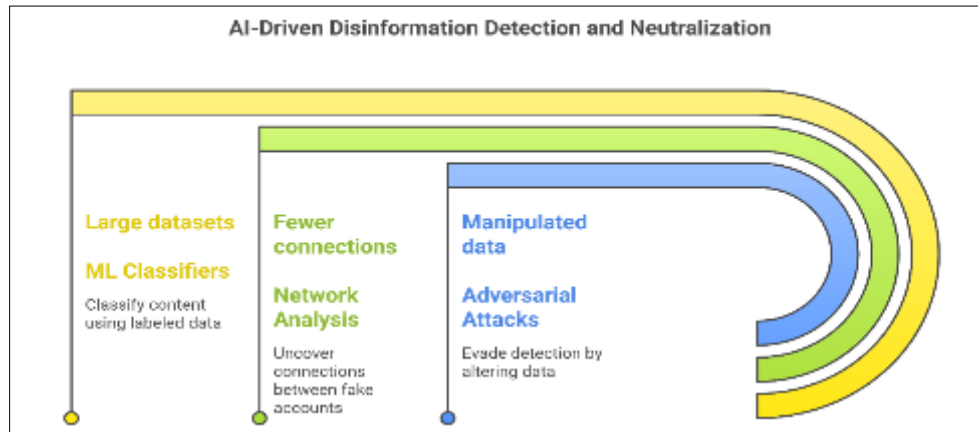 AI-Driven Disinformation Detection and Neutralization
Large datasets
ML Classifiers
Classify content
using labeled data
Fewer
connections
Network
Analysis
Uncover
connections
between fake
accounts
Manipulated
data
Adversarial
Attacks
Evade detection by
altering data